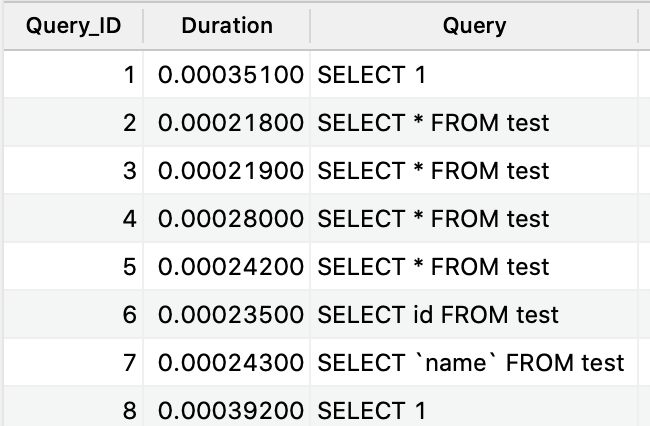 Query_ID Duration Query
1 0.00035100 SELECT 1
2 0.00021800 SELECT * FROM test
3 0.00021900 SELECT * FROM test
4 0.00028000 SELECT * FROM test
5 0.00024200 SELECT * FROM test
6 0.00023500 SELECT id FROM test
7 0.00024300 SELECT `name` FROM test
8 0.00039200 SELECT 1